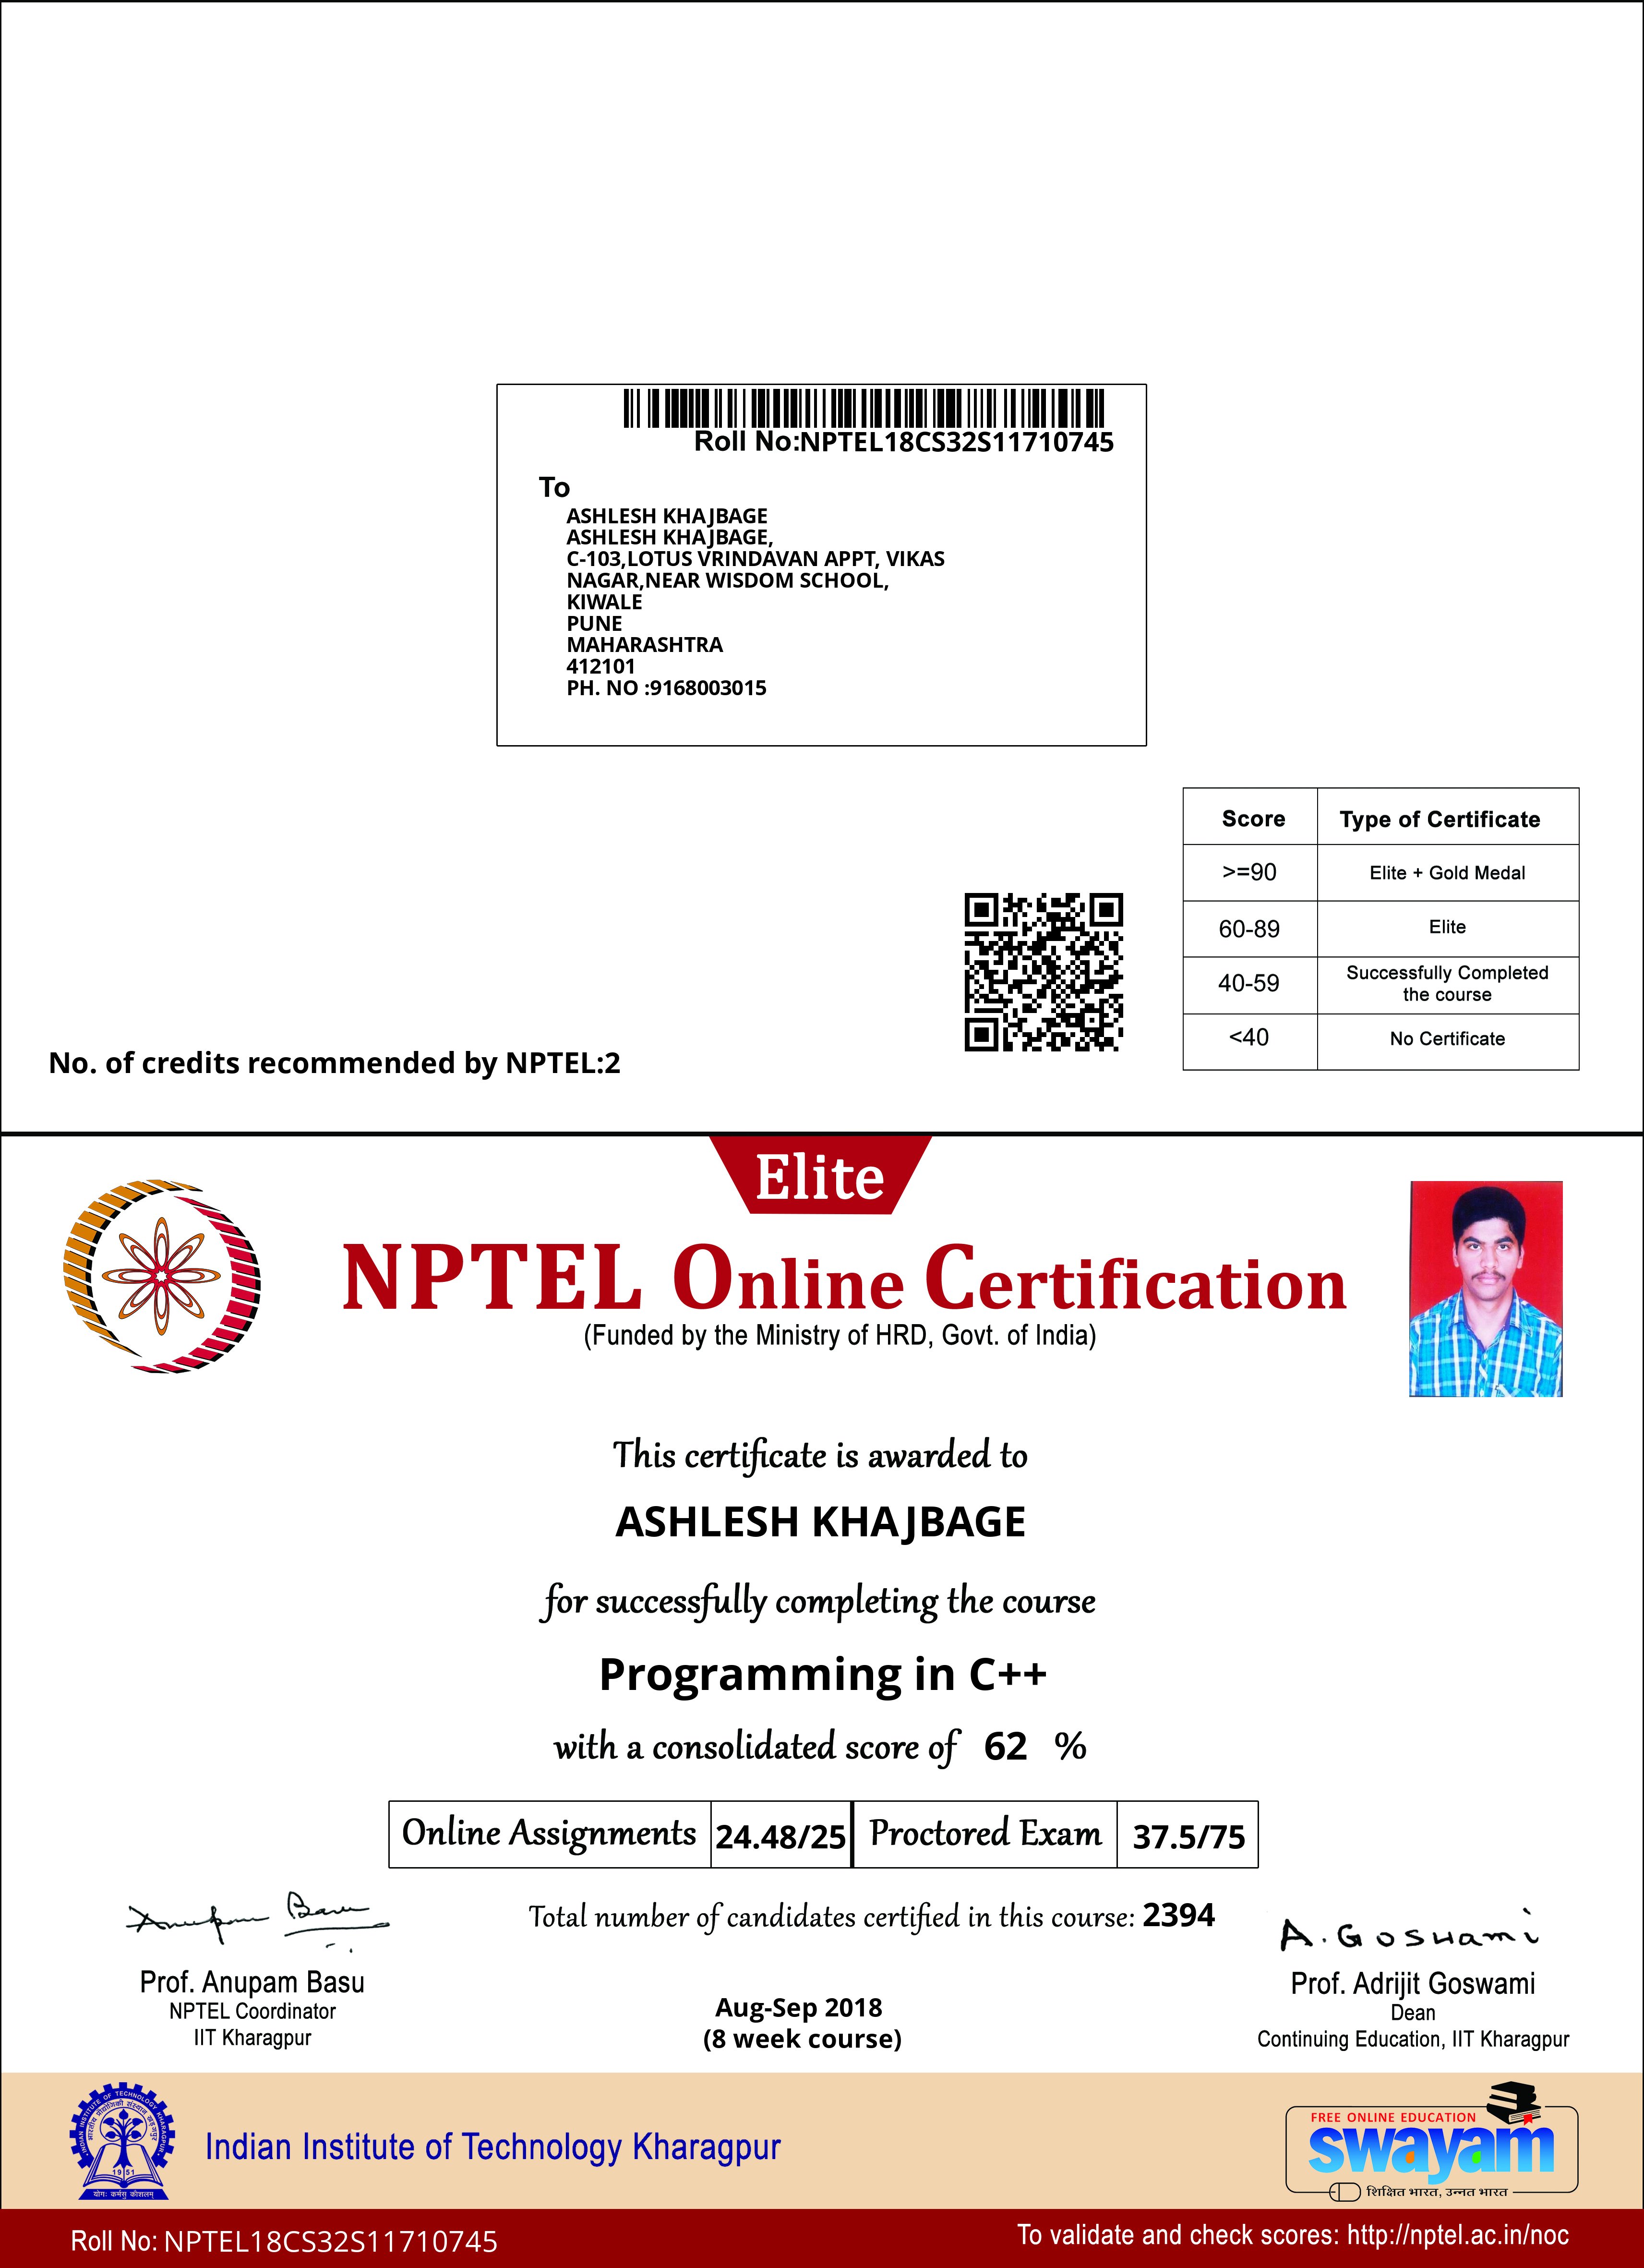 Roll No:NPTEL18CS32S11710745
To
ASHLESH KHAJBAGE
ASHLESH KHAJBAGE,
C-103,LOTUS VRINDAVAN APPT, VIKAS
NAGAR,NEAR WISDOM SCHOOL,
KIWALE
PUNE
MAHARASHTRA
412101
PH. NO :9168003015
Score Type of Certificate
>=90 Elite + Gold Medal
60-89 Elite
40-59 Successfully Completed
the course
<40 No Certificate
No. of credits recommended by NPTEL:2
Elite
NPTEL Online Certification
(Funded by the Ministry of HRD, Govt. of India)
This certificate is awarded to
ASHLESH KHAJBAGE
for successfully completing the course
Programming in C++
with a consolidated score of 62 %
Online Assignments 24.48/25 Proctored Exam 37.5/75
Total number of candidates certified in this course: 2394
Anupam Basu
A. Goswami
Prof. Anupam Basu
NPTEL Coordinator
IIT Kharagpur
Aug-Sep 2018
(8 week course)
Prof. Adrijit Goswami
Dean
Continuing Education, IIT Kharagpur
INDIAN INSTITUTE OF TECHNOLOGY KHARAGPUR
भारतीय प्रौद्योगिकी संस्थान खड़गपुर
1951
योगः कर्मसु कौशलम्
Indian Institute of Technology Kharagpur
FREE ONLINE EDUCATION
swayam
शिक्षित भारत, उन्नत भारत
Roll No: NPTEL18CS32S11710745
To validate and check scores: http://nptel.ac.in/noc